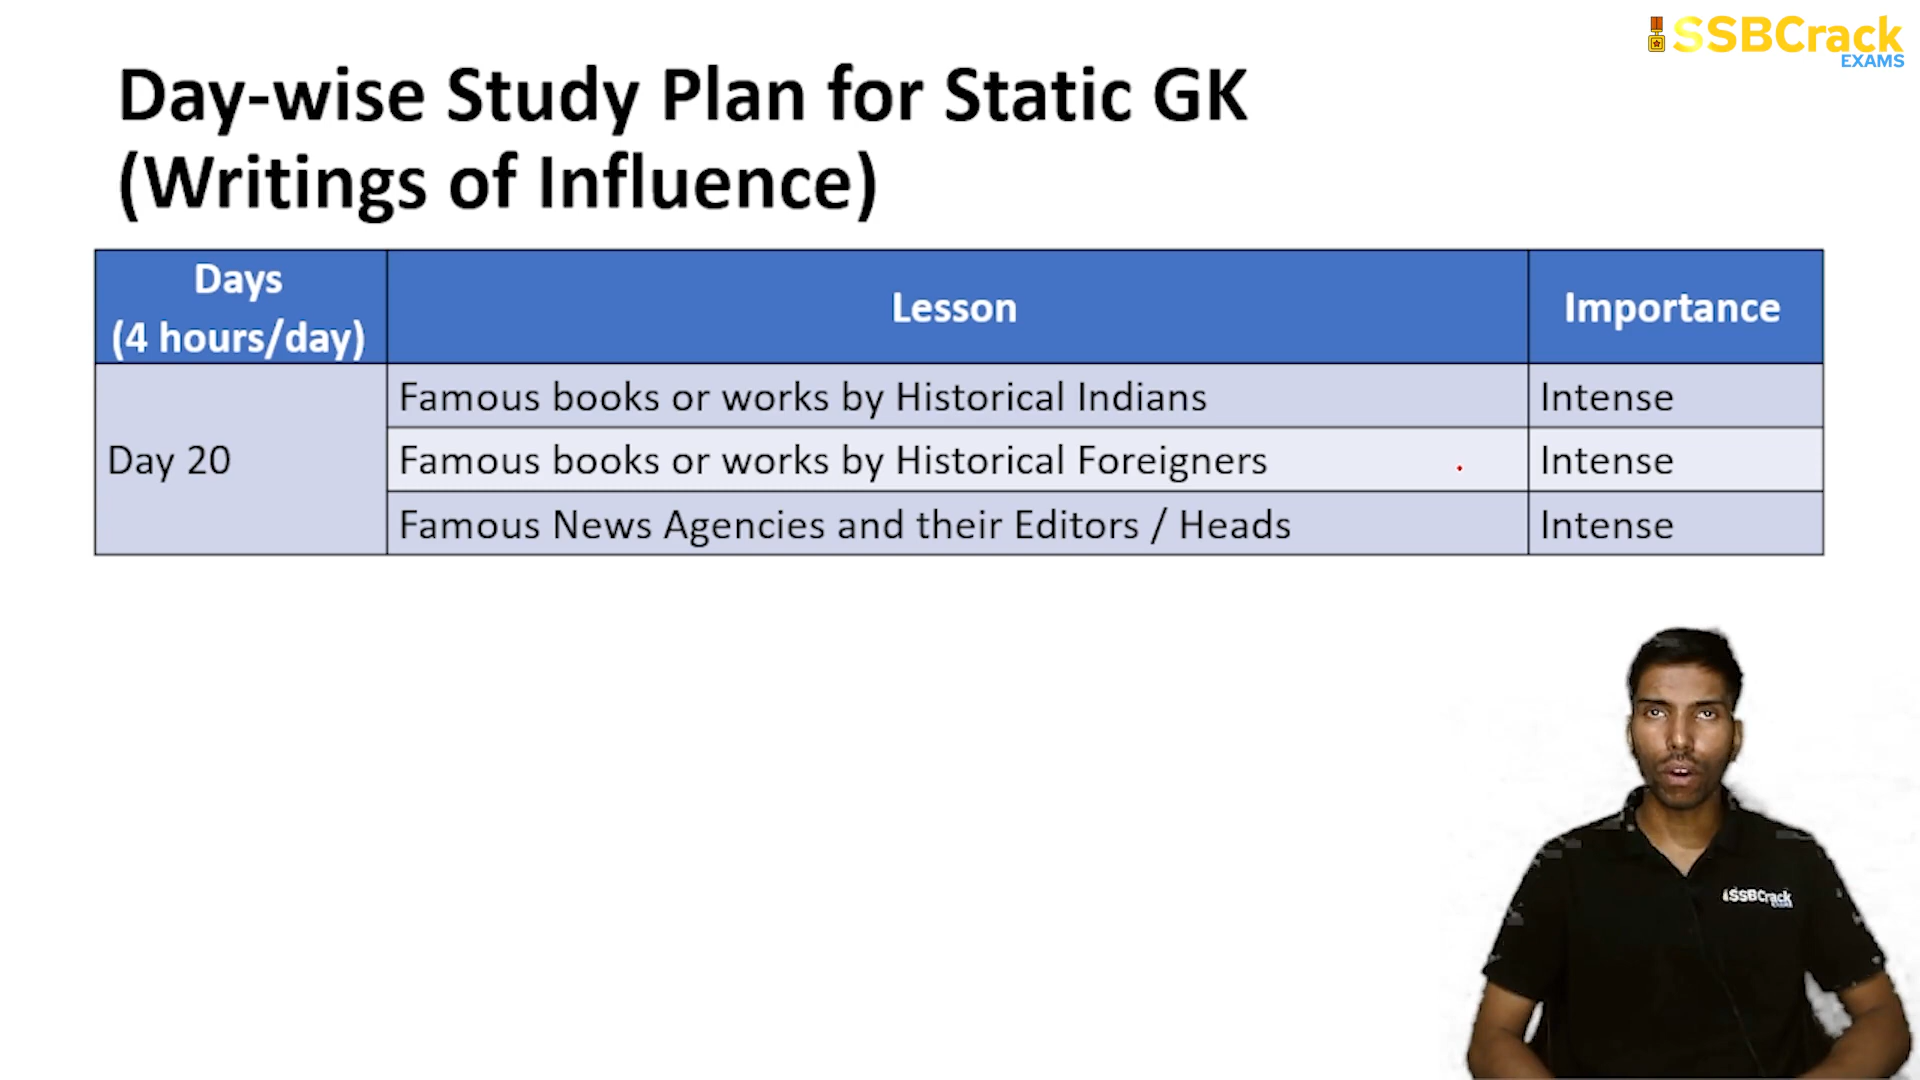 SSBCrack
EXAMS
Day-wise Study Plan for Static GK
(Writings of Influence)
Days
(4 hours/day)
Lesson
Importance
Day 20
Famous books or works by Historical Indians
Intense
Famous books or works by Historical Foreigners
Intense
Famous News Agencies and their Editors / Heads
Intense
SSBCrack